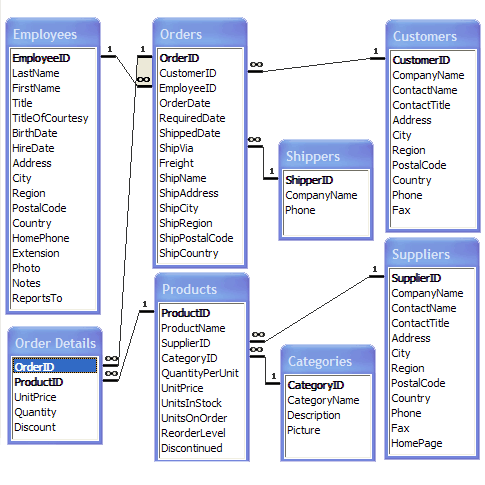 Employees
EmployeeID
LastName
FirstName
Title
TitleOfCourtesy
BirthDate
HireDate
Address
City
Region
PostalCode
Country
HomePhone
Extension
Photo
Notes
ReportsTo
1
1
∞
Orders
OrderID
CustomerID
EmployeeID
OrderDate
RequiredDate
ShippedDate
ShipVia
Freight
ShipName
ShipAddress
ShipCity
ShipRegion
ShipPostalCode
ShipCountry
∞
1
Customers
CustomerID
CompanyName
ContactName
ContactTitle
Address
City
Region
PostalCode
Country
Phone
Fax
∞
1
Shippers
ShipperID
CompanyName
Phone
Order Details
OrderID
ProductID
UnitPrice
Quantity
Discount
∞
∞
1
Products
ProductID
ProductName
SupplierID
CategoryID
QuantityPerUnit
UnitPrice
UnitsInStock
UnitsOnOrder
ReorderLevel
Discontinued
∞
∞
1
Categories
CategoryID
CategoryName
Description
Picture
1
Suppliers
SupplierID
CompanyName
ContactName
ContactTitle
Address
City
Region
PostalCode
Country
Phone
Fax
HomePage